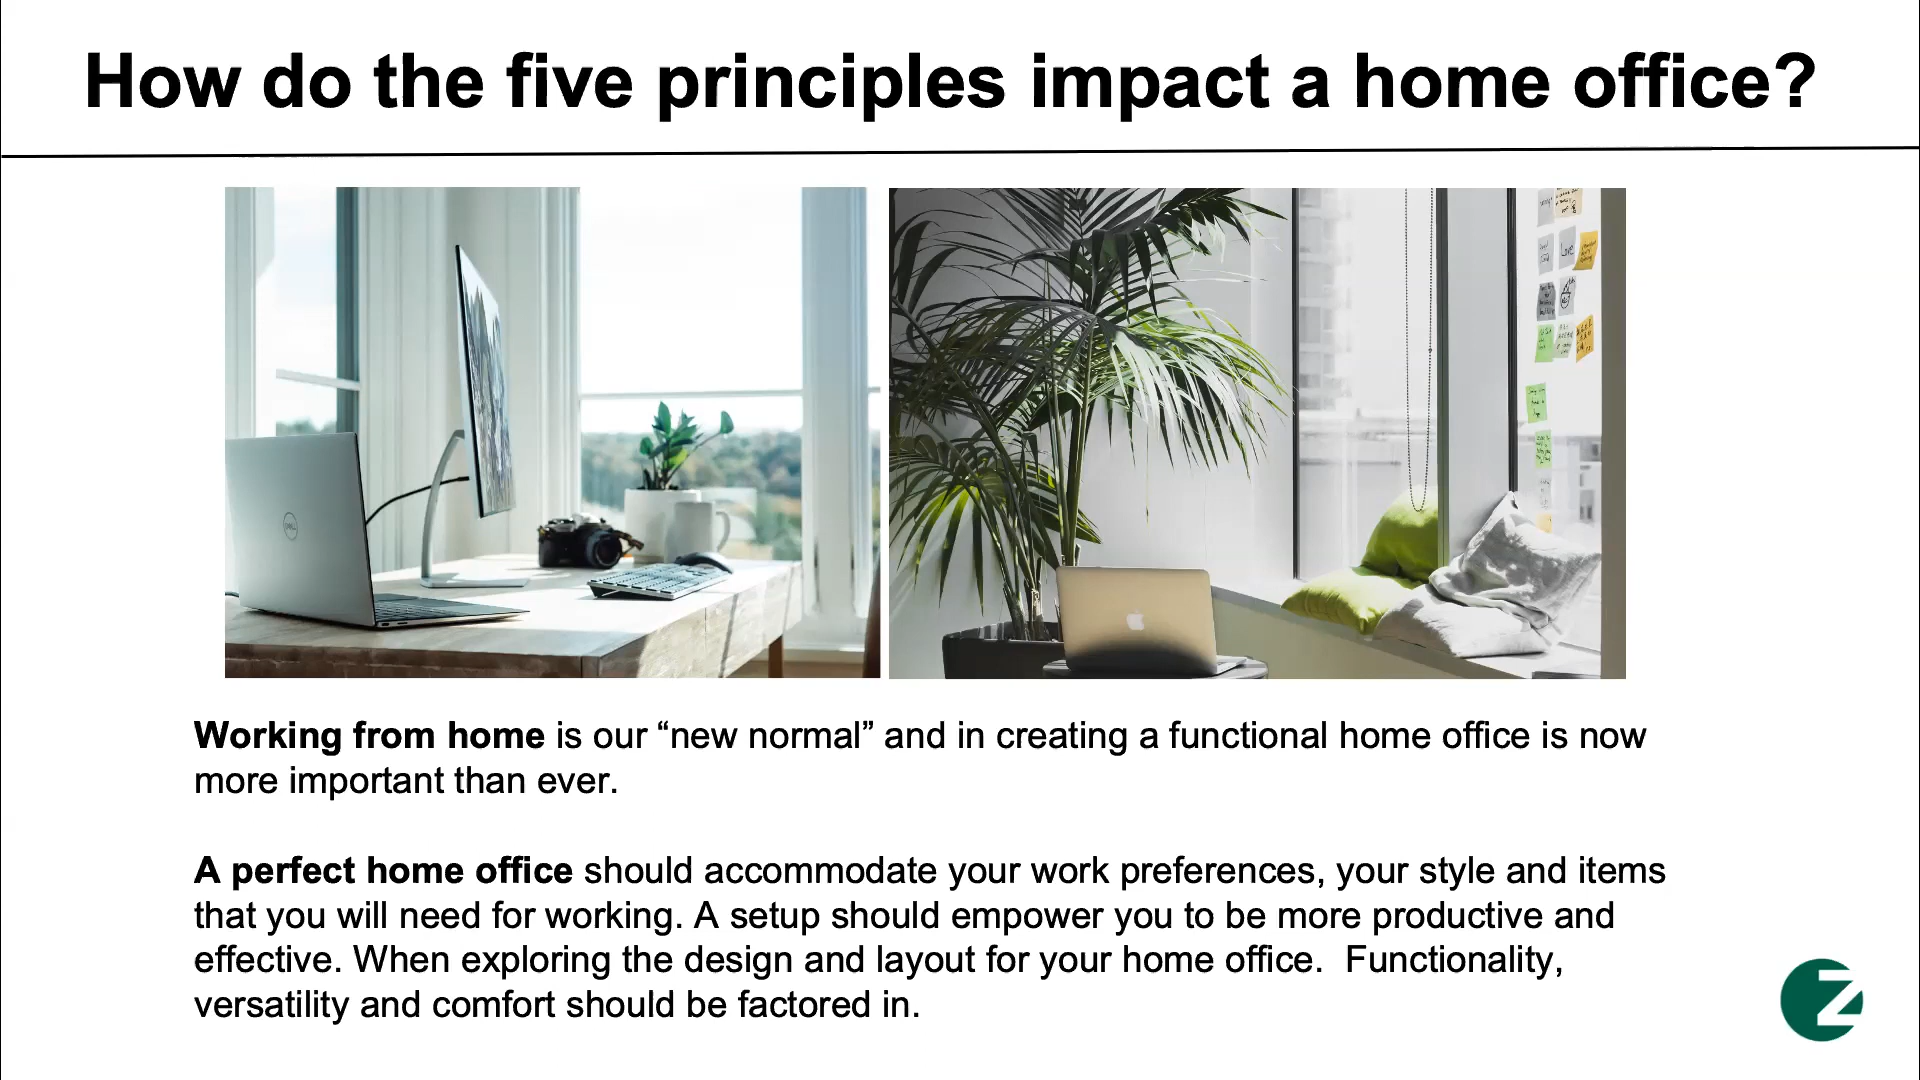 How do the five principles impact a home office?
DELL
Love
Working from home is our “new normal” and in creating a functional home office is now
more important than ever.
A perfect home office should accommodate your work preferences, your style and items
that you will need for working. A setup should empower you to be more productive and
effective. When exploring the design and layout for your home office.  Functionality,
versatility and comfort should be factored in.
Z